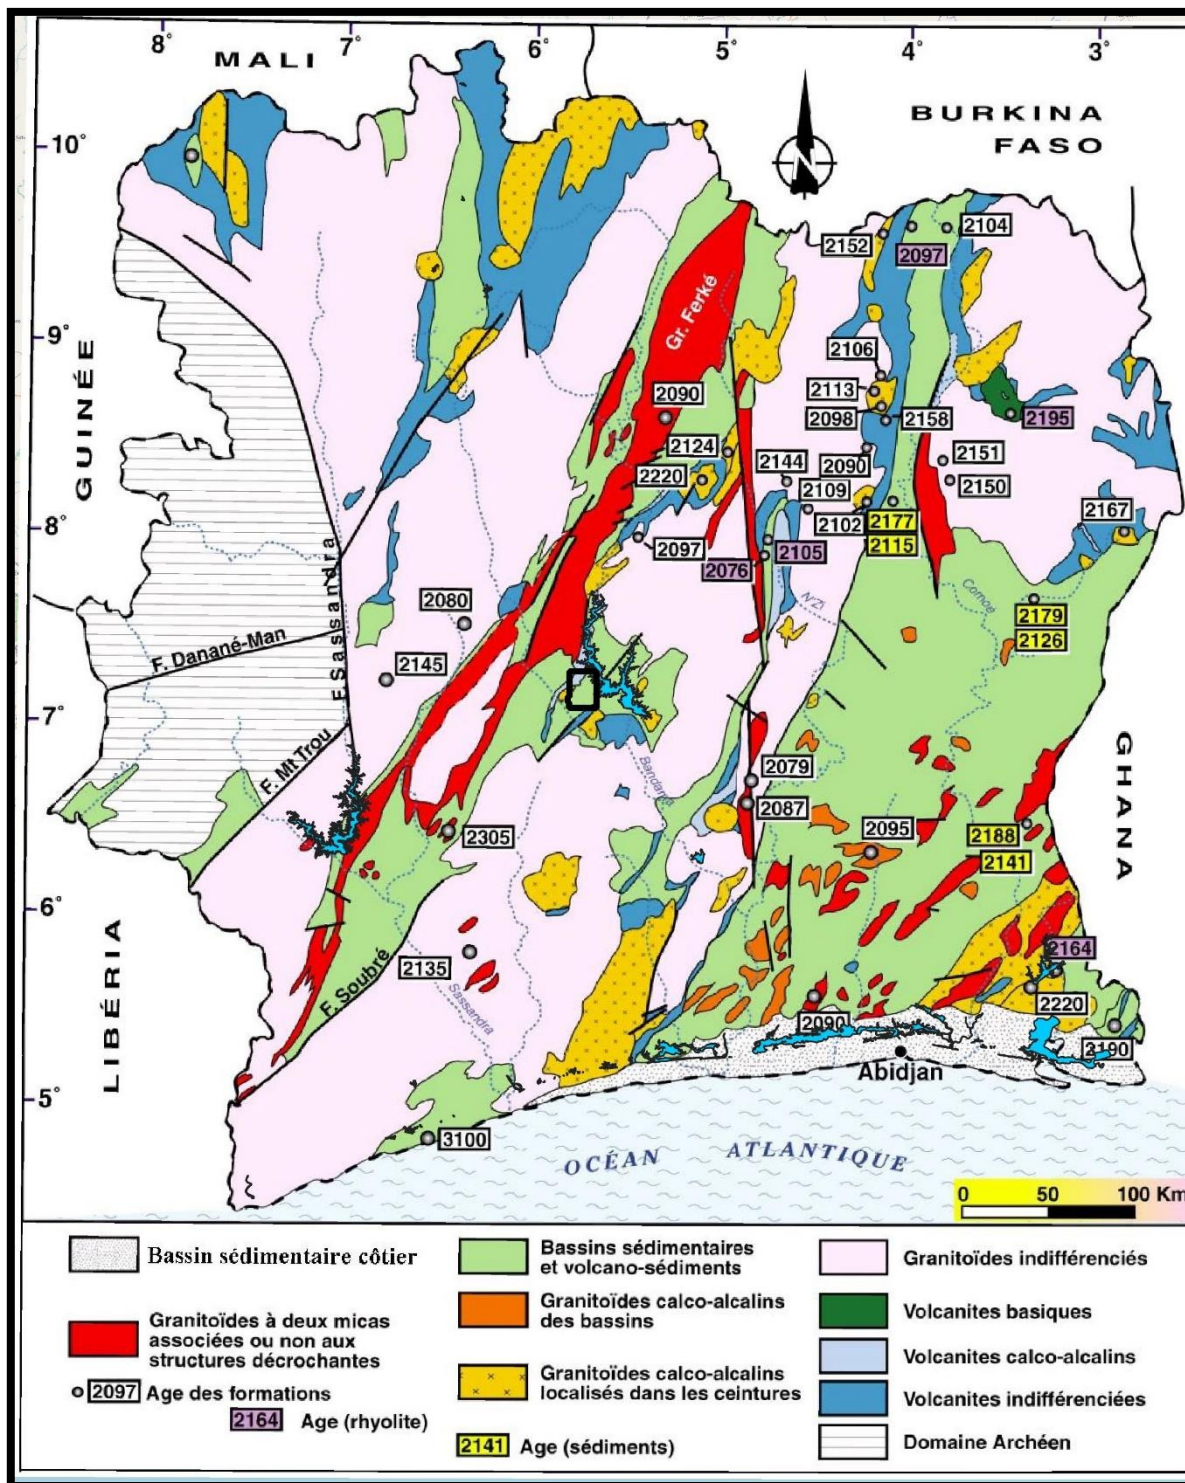 8° 7° 6° 5° 4° 3°
MALI
BURKINA
FASO
10°
N
2152
2104
2097
Gr. Ferké
9°
GUINÉE
2106
2113
2090
2098
2158
2195
2124
2144
2090
2151
2220
2109
2150
8°
2102
2177
2167
2097
2105
2115
2076
F. Sassandra
Comoé
N'Zi
2080
2179
F. Danané-Man
2126
2145
7°
F. Mt Trou
GHANA
Bandama
2079
2087
2095
2188
2305
2141
6°
LIBÉRIA
2135
F. Soubré
2164
Sassandra
2220
2090
2190
Abidjan
5°
3100
OCÉAN ATLANTIQUE
0 50 100 Km
Bassin sédimentaire côtier
Granitoïdes à deux micas
associées ou non aux
structures décrochantes
2097 Age des formations
2164 Age (rhyolite)
Bassins sédimentaires
et volcano-sédiments
Granitoïdes calco-alcalins
des bassins
Granitoïdes calco-alcalins
localisés dans les ceintures
2141 Age (sédiments)
Granitoïdes indifférenciés
Volcanites basiques
Volcanites calco-alcalins
Volcanites indifférenciées
Domaine Archéen